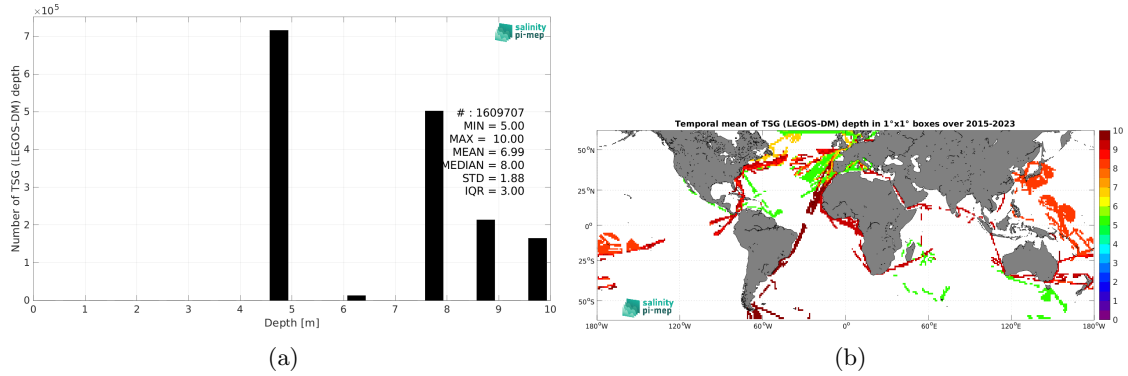 ×10⁵
salinity
pi-mep
7
6
5
4
3
2
1
0
Number of TSG (LEGOS-DM) depth
# : 1609707
MIN = 5.00
MAX = 10.00
MEAN = 6.99
MEDIAN = 8.00
STD = 1.88
IQR = 3.00
0 1 2 3 4 5 6 7 8 9 10
Depth [m]
(a)
Temporal mean of TSG (LEGOS-DM) depth in 1°x1° boxes over 2015-2023
50°N
25°N
0°
25°S
50°S
salinity
pi-mep
180°W 120°W 60°W 0° 60°E 120°E 180°E
10
9
8
7
6
5
4
3
2
1
0
(b)